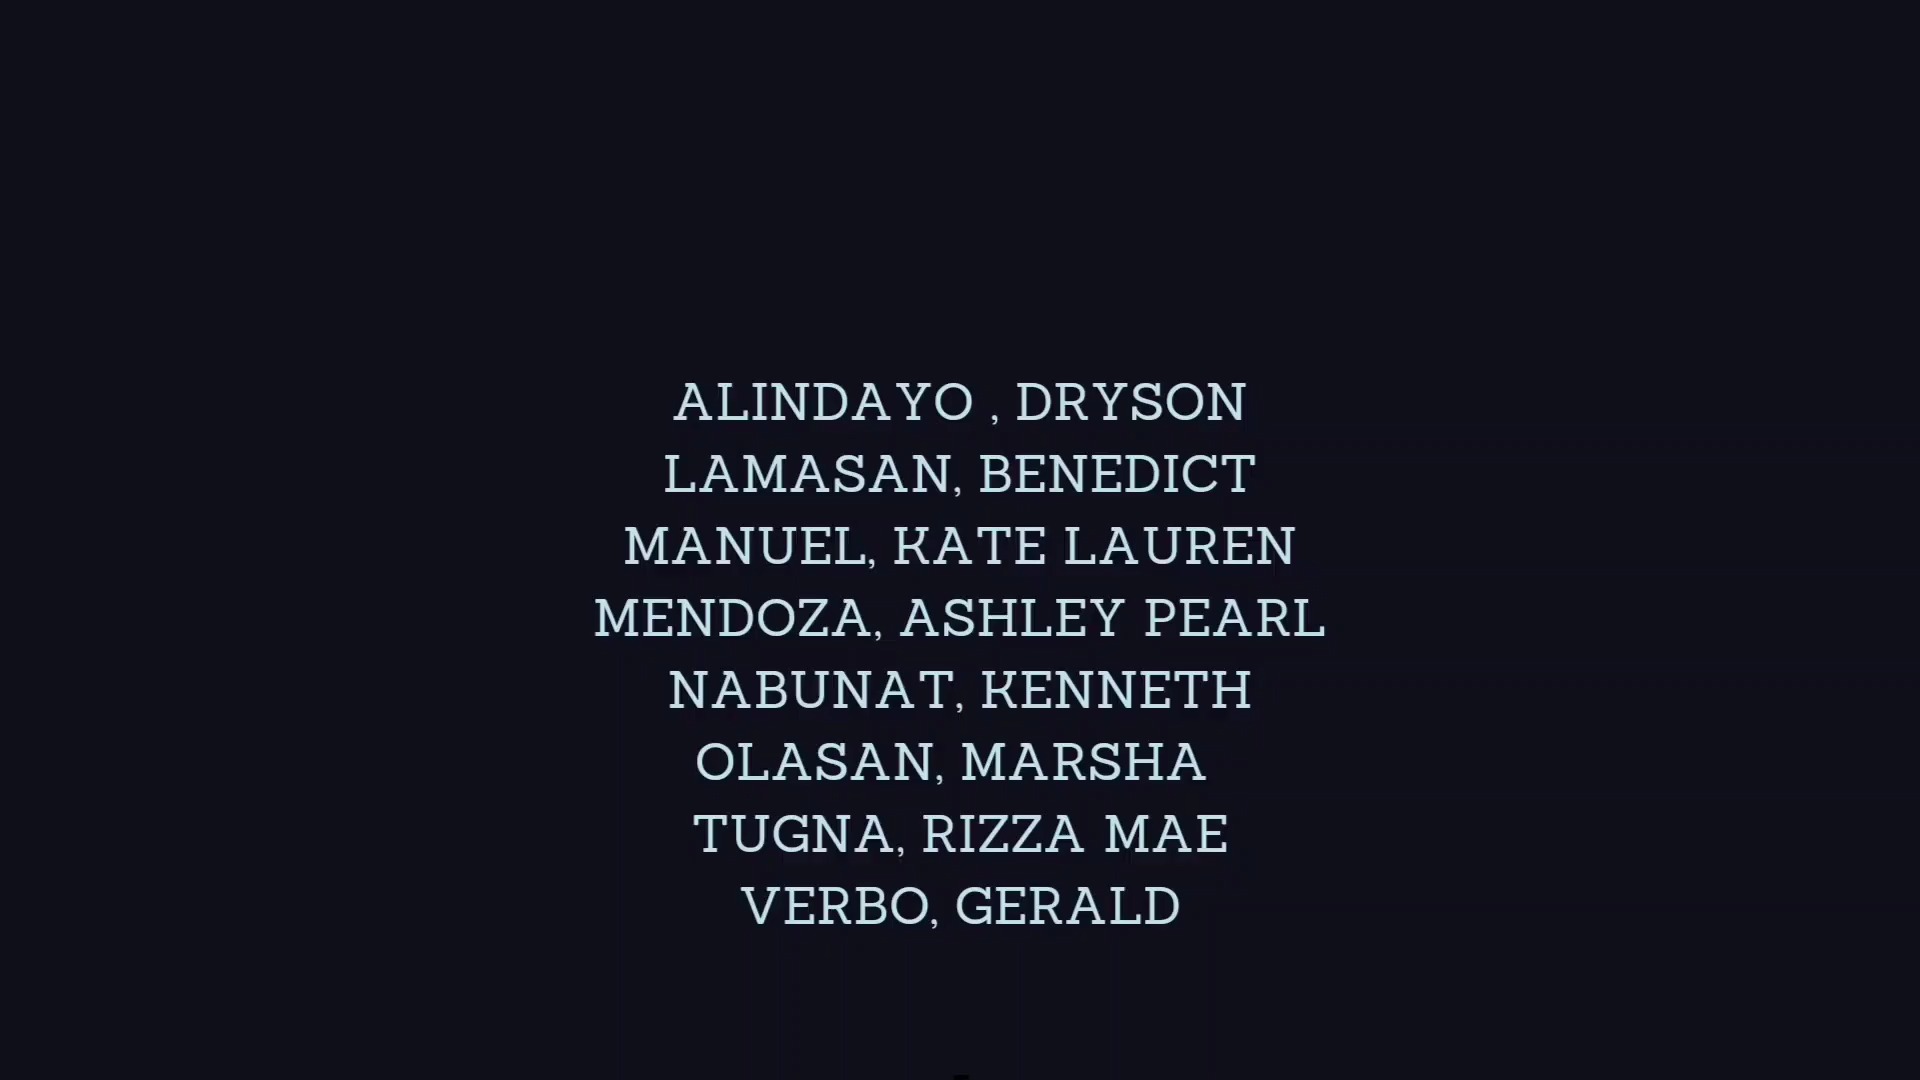 ALINDAYO , DRYSON
LAMASAN, BENEDICT
MANUEL, KATE LAUREN
MENDOZA, ASHLEY PEARL
NABUNAT, KENNETH
OLASAN, MARSHA
TUGNA, RIZZA MAE
VERBO, GERALD